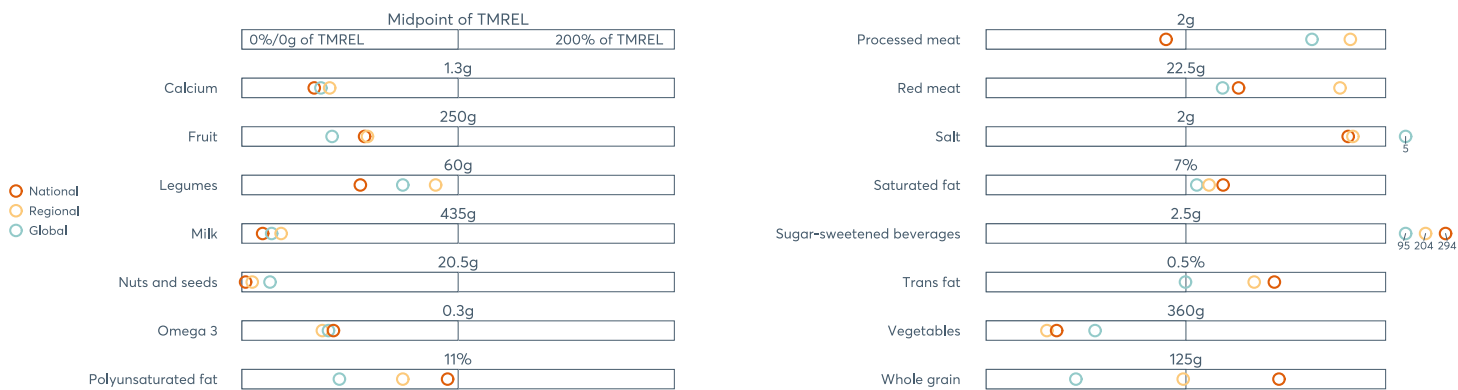 Midpoint of TMREL
0%/0g of TMREL 200% of TMREL
1.3g
Calcium
250g
Fruit
60g
Legumes
435g
Milk
20.5g
Nuts and seeds
0.3g
Omega 3
11%
Polyunsaturated fat
National
Regional
Global
2g
Processed meat
22.5g
Red meat
2g
Salt
5
7%
Saturated fat
2.5g
Sugar-sweetened beverages
95 204 294
0.5%
Trans fat
360g
Vegetables
125g
Whole grain